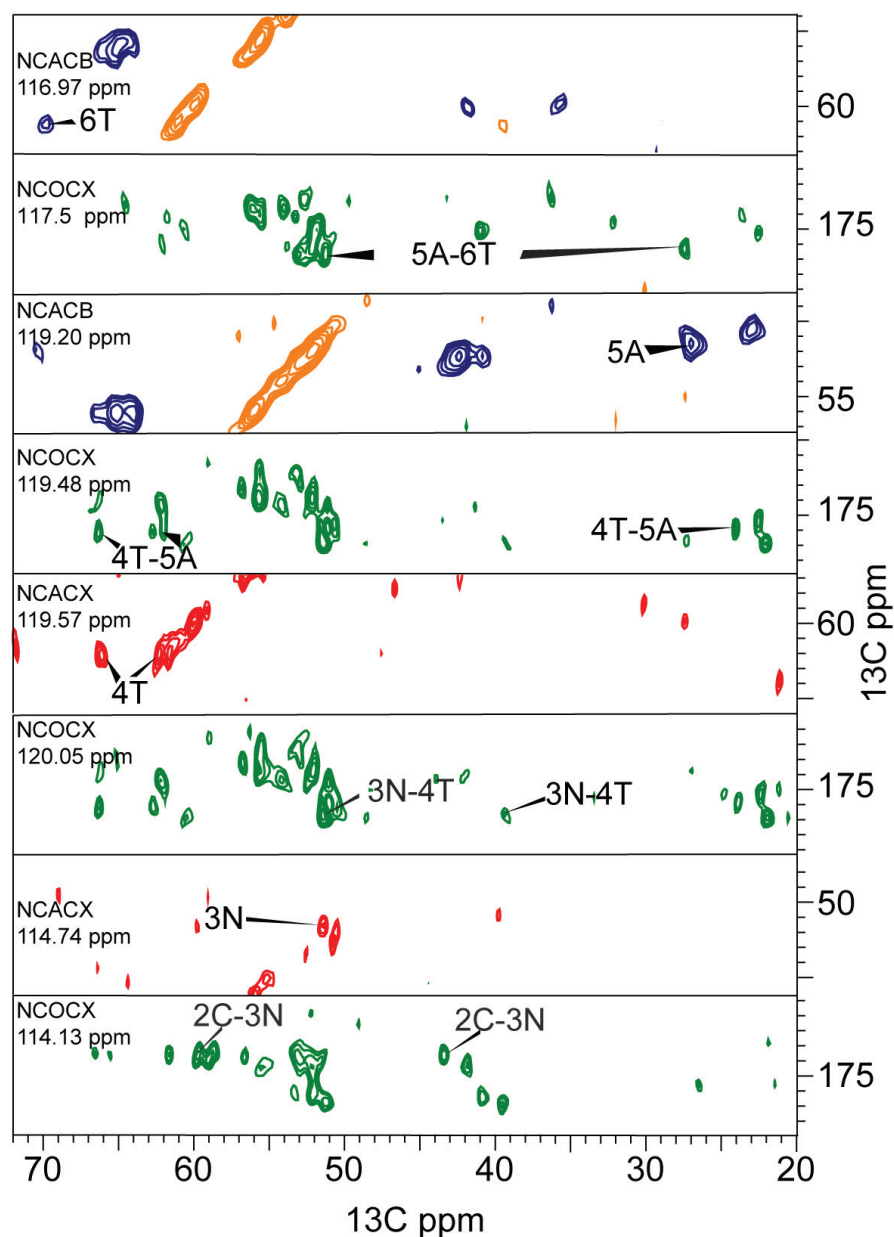 NCACB
116.97 ppm
6T
60
NCOCX
117.5 ppm
5A-6T
175
NCACB
119.20 ppm
5A
55
NCOCX
119.48 ppm
4T-5A
4T-5A
175
NCACX
119.57 ppm
4T
60
13C ppm
NCOCX
120.05 ppm
3N-4T
3N-4T
175
NCACX
114.74 ppm
3N
50
NCOCX
114.13 ppm
2C-3N
2C-3N
175
70 60 50 40 30 20
13C ppm